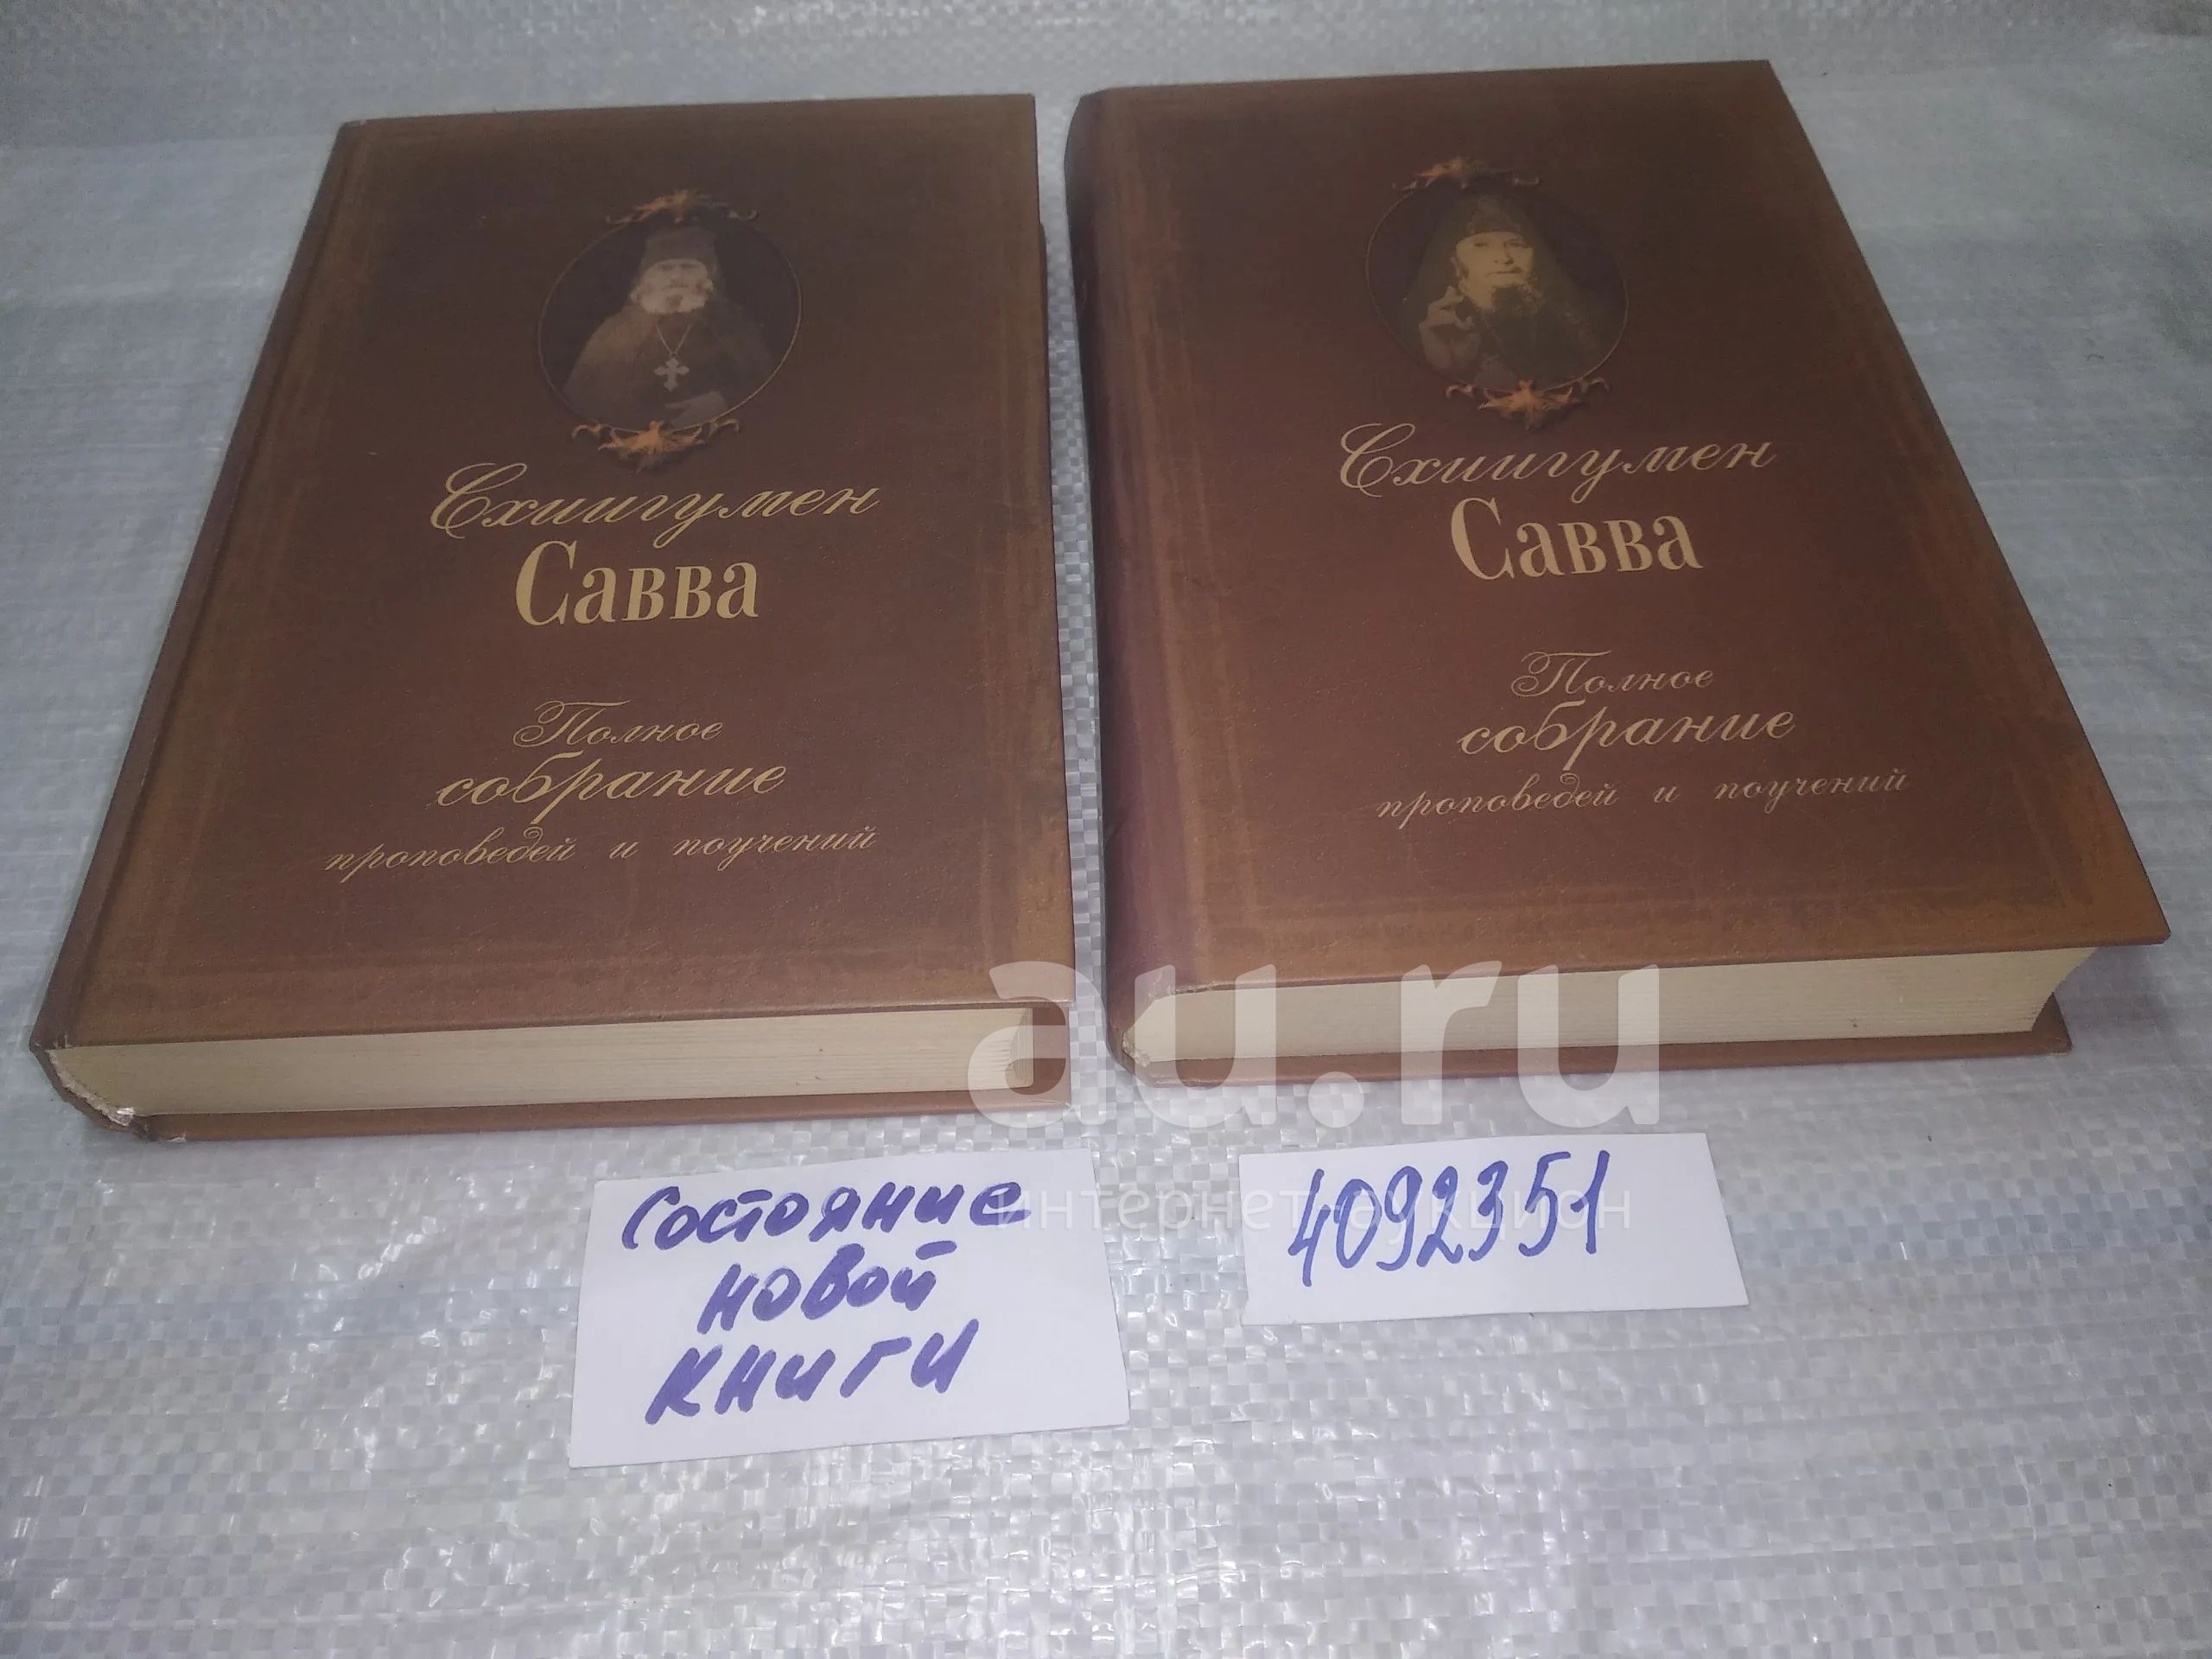 Схиигумен
Савва
Полное
собрание
проповедей и поучений
Схиигумен
Савва
Полное
собрание
проповедей и поучений
au.ru
интернет-аукцион
Состояние
новой
книги
4092351